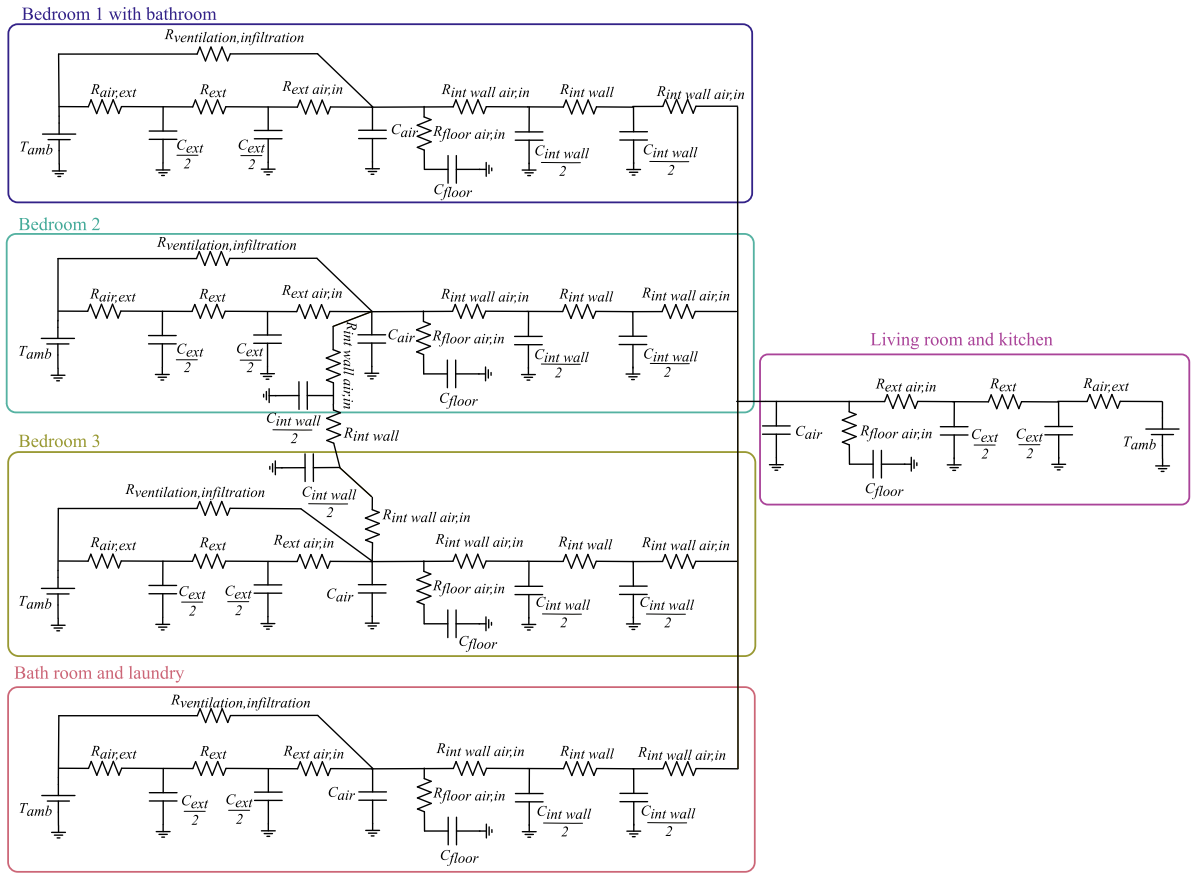 Bedroom 1 with bathroom
Rventilation,infiltration
Rair,ext
Rext
Rext air,in
Rint wall air,in
Rint wall
Rint wall air,in
Tamb
Cext
2
Cext
2
Cair
Rfloor air,in
Cint wall
2
Cint wall
2
Cfloor
Bedroom 2
Rventilation,infiltration
Rair,ext
Rext
Rext air,in
Rint wall air,in
Rint wall
Rint wall air,in
Tamb
Cext
2
Cext
2
Rint wall air,in
Cair
Rfloor air,in
Cint wall
2
Cint wall
2
Cfloor
Cint wall
2
Rint wall
Living room and kitchen
Rext air,in
Rext
Rair,ext
Cair
Rfloor air,in
Cext
2
Cext
2
Tamb
Cfloor
Bedroom 3
Cint wall
2
Rventilation,infiltration
Rint wall air,in
Rair,ext
Rext
Rext air,in
Rint wall air,in
Rint wall
Rint wall air,in
Tamb
Cext
2
Cext
2
Cair
Rfloor air,in
Cint wall
2
Cint wall
2
Cfloor
Bath room and laundry
Rventilation,infiltration
Rair,ext
Rext
Rext air,in
Rint wall air,in
Rint wall
Rint wall air,in
Tamb
Cext
2
Cext
2
Cair
Rfloor air,in
Cint wall
2
Cint wall
2
Cfloor